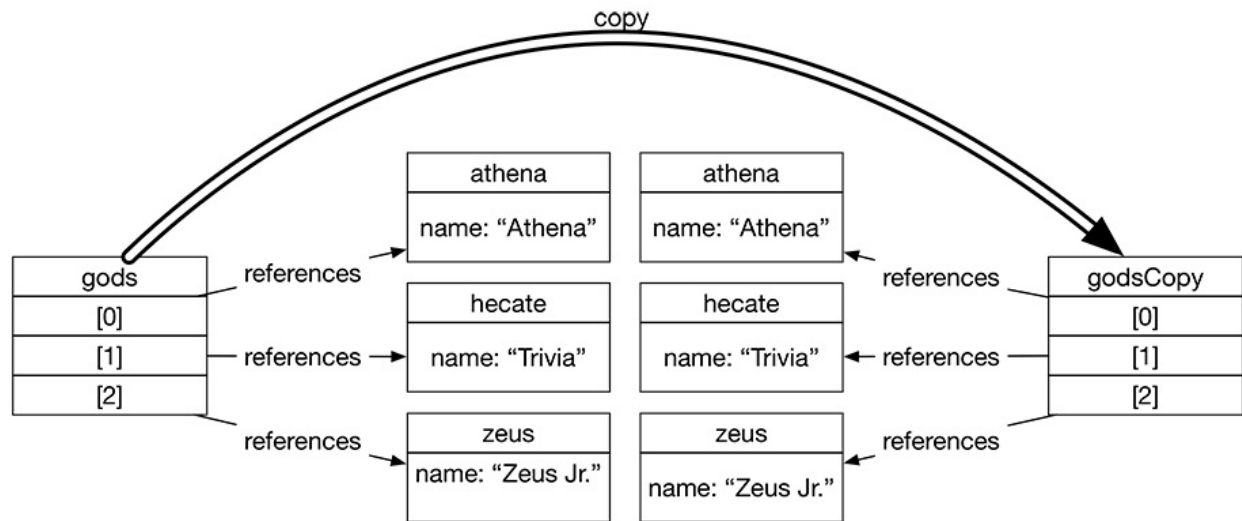 copy
athena
name: “Athena”
athena
name: “Athena”
gods
[0]
[1]
[2]
references
references
references
hecate
name: “Trivia”
hecate
name: “Trivia”
zeus
name: “Zeus Jr.”
zeus
name: “Zeus Jr.”
references
references
references
godsCopy
[0]
[1]
[2]